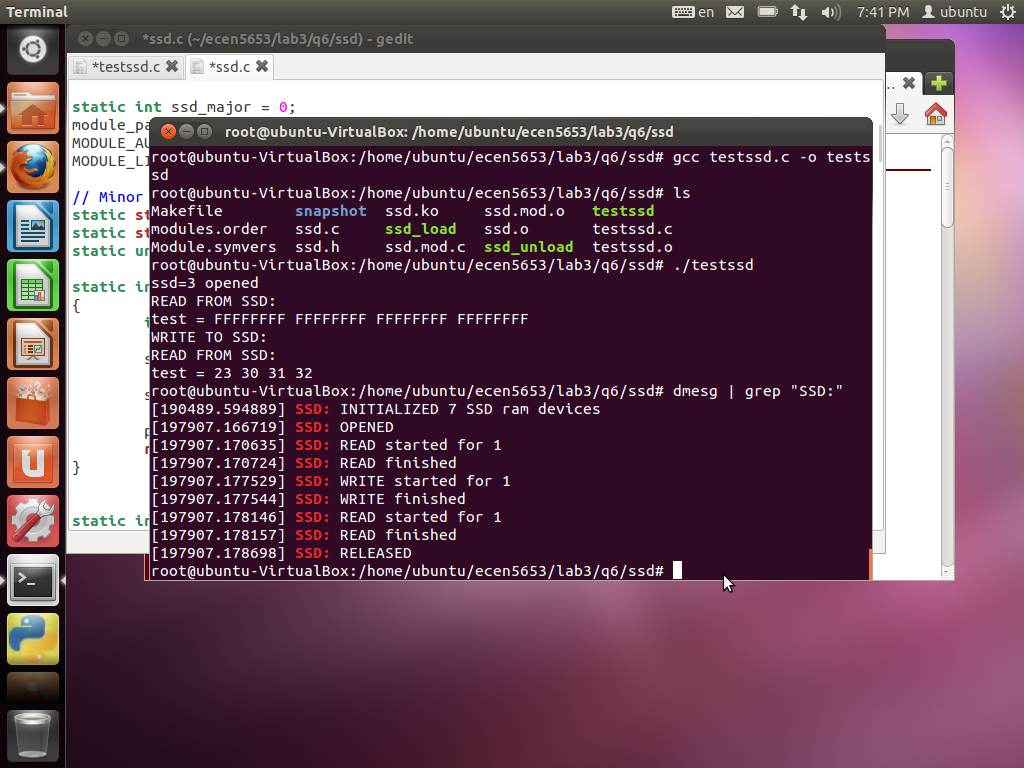 Terminal
en
7:41 PM
ubuntu
*ssd.c (~/ecen5653/lab3/q6/ssd) - gedit
*testssd.c
*ssd.c
..
static int ssd_major = 0;
module_pa
MODULE_AU
MODULE_LI
// Minor
static st
static st
static un
static in
{
}
static in
root@ubuntu-VirtualBox: /home/ubuntu/ecen5653/lab3/q6/ssd
root@ubuntu-VirtualBox:/home/ubuntu/ecen5653/lab3/q6/ssd# gcc testssd.c -o tests
sd
root@ubuntu-VirtualBox:/home/ubuntu/ecen5653/lab3/q6/ssd# ls
Makefile snapshot ssd.ko ssd.mod.o testssd
modules.order ssd.c ssd_load ssd.o testssd.c
Module.symvers ssd.h ssd.mod.c ssd_unload testssd.o
root@ubuntu-VirtualBox:/home/ubuntu/ecen5653/lab3/q6/ssd# ./testssd
ssd=3 opened
READ FROM SSD:
test = FFFFFFFF FFFFFFFF FFFFFFFF FFFFFFFF
WRITE TO SSD:
READ FROM SSD:
test = 23 30 31 32
root@ubuntu-VirtualBox:/home/ubuntu/ecen5653/lab3/q6/ssd# dmesg | grep "SSD:"
[190489.594889] SSD: INITIALIZED 7 SSD ram devices
[197907.166719] SSD: OPENED
[197907.170635] SSD: READ started for 1
[197907.170724] SSD: READ finished
[197907.177529] SSD: WRITE started for 1
[197907.177544] SSD: WRITE finished
[197907.178146] SSD: READ started for 1
[197907.178157] SSD: READ finished
[197907.178698] SSD: RELEASED
root@ubuntu-VirtualBox:/home/ubuntu/ecen5653/lab3/q6/ssd#